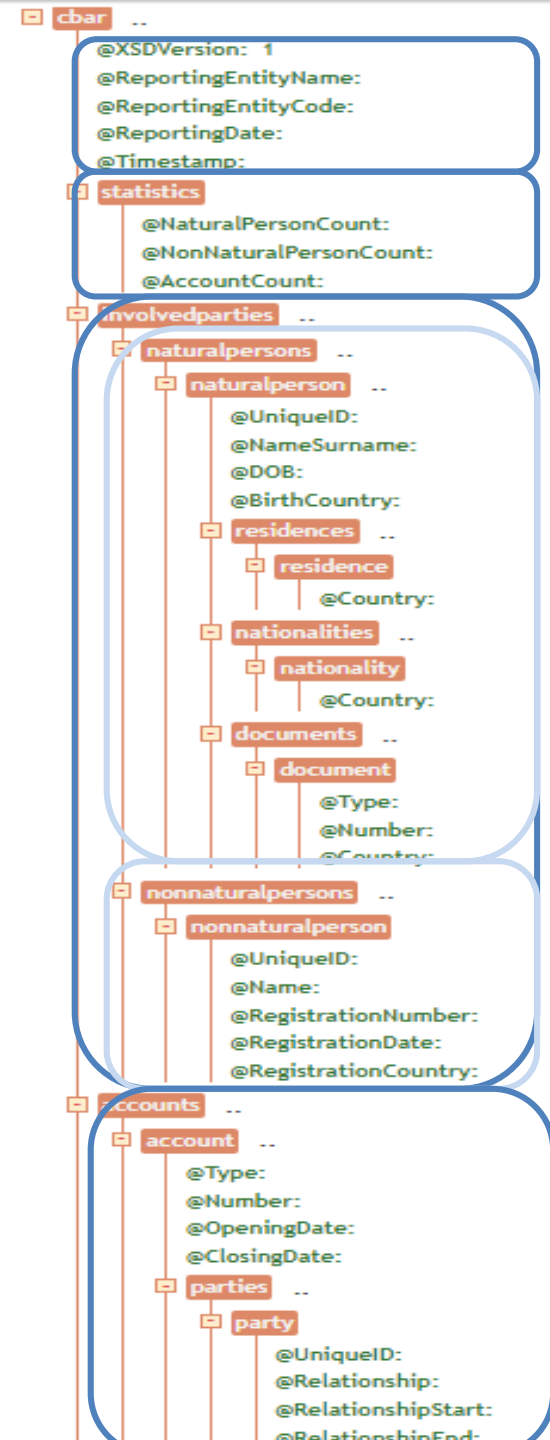 cbar ..
@XSDVersion: 1
@ReportingEntityName:
@ReportingEntityCode:
@ReportingDate:
@Timestamp:
statistics
@NaturalPersonCount:
@NonNaturalPersonCount:
@AccountCount:
involvedparties ..
naturalpersons ..
naturalperson ..
@UniqueID:
@NameSurname:
@DOB:
@BirthCountry:
residences ..
residence
@Country:
nationalities ..
nationality
@Country:
documents ..
document
@Type:
@Number:
@Country:
nonnaturalpersons ..
nonnaturalperson
@UniqueID:
@Name:
@RegistrationNumber:
@RegistrationDate:
@RegistrationCountry:
accounts ..
account ..
@Type:
@Number:
@OpeningDate:
@ClosingDate:
parties ..
party
@UniqueID:
@Relationship:
@RelationshipStart:
@RelationshipEnd: